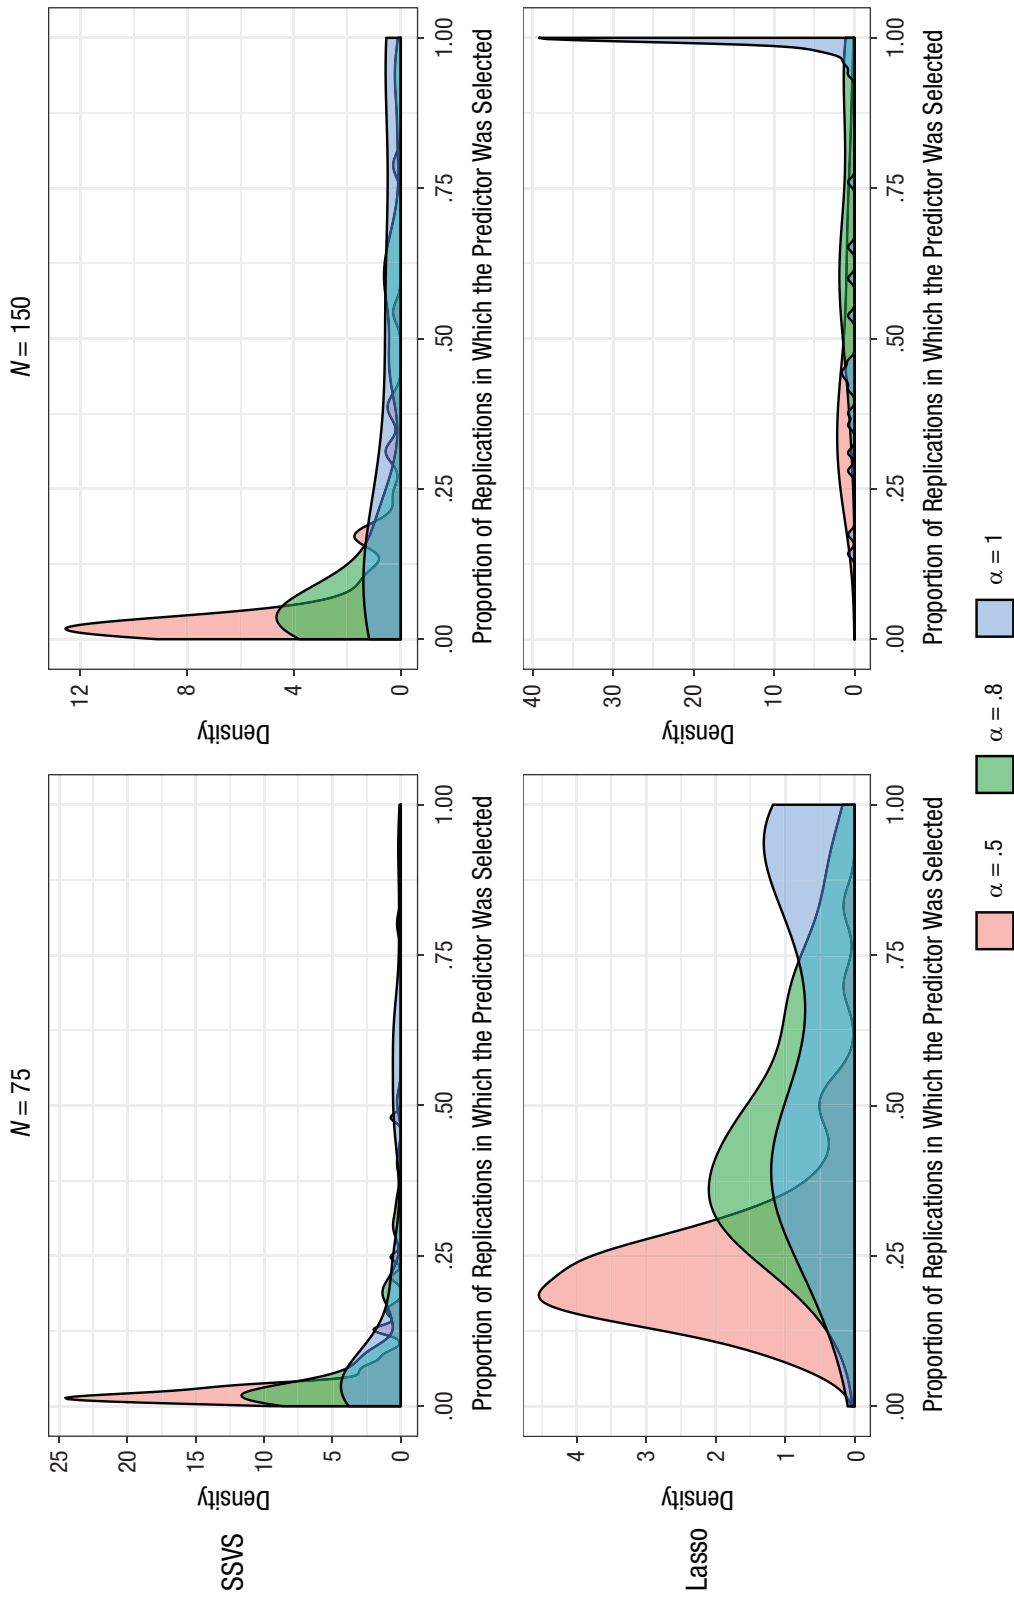 N = 75
N = 150
SSVS
Density
25
20
15
10
5
0
.00
.25
.50
.75
1.00
Proportion of Replications in Which the Predictor Was Selected
Density
12
8
4
0
.00
.25
.50
.75
1.00
Proportion of Replications in Which the Predictor Was Selected
Lasso
Density
4
3
2
1
0
.00
.25
.50
.75
1.00
Proportion of Replications in Which the Predictor Was Selected
Density
40
30
20
10
0
.00
.25
.50
.75
1.00
Proportion of Replications in Which the Predictor Was Selected
α = .5
α = .8
α = 1